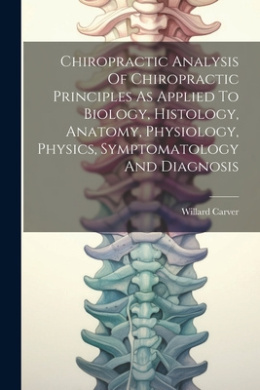 Chiropractic Analysis
Of Chiropractic
Principles As Applied To
Biology, Histology,
Anatomy, Physiology,
Physics, Symptomatology
And Diagnosis
Willard Carver